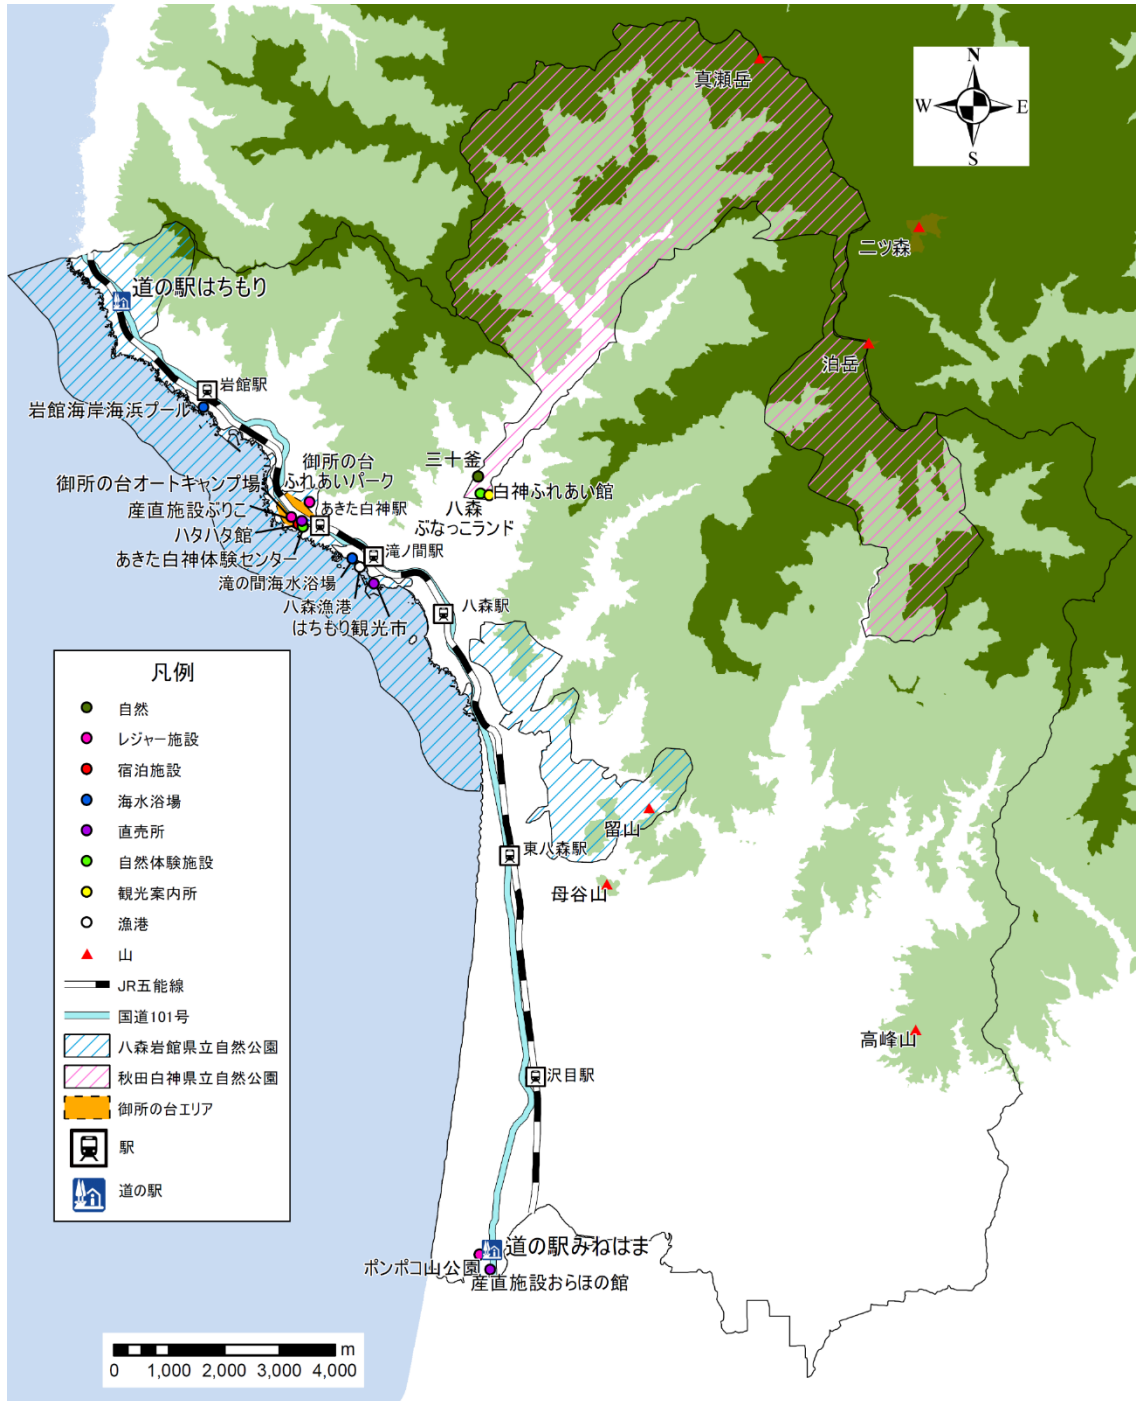 真瀬岳
N
W
E
S
二ツ森
道の駅はちもり
泊岳
岩館駅
岩館海岸海浜プール
御所の台
ふれあいパーク
三十釜
御所の台オートキャンプ場
白神ふれあい館
産直施設ぶりこ
あきた白神駅
八森
ぶなっこランド
ハタハタ館
あきた白神体験センター
滝ノ間駅
滝の間海水浴場
八森漁港
はちもり観光市
八森駅
凡例
自然
レジャー施設
宿泊施設
海水浴場
直売所
自然体験施設
観光案内所
漁港
山
JR五能線
国道101号
八森岩館県立自然公園
秋田白神県立自然公園
御所の台エリア
駅
道の駅
留山
東八森駅
母谷山
高峰山
沢目駅
道の駅みねはま
ポンポコ山公園
産直施設おらほの館
m
0 1,000 2,000 3,000 4,000